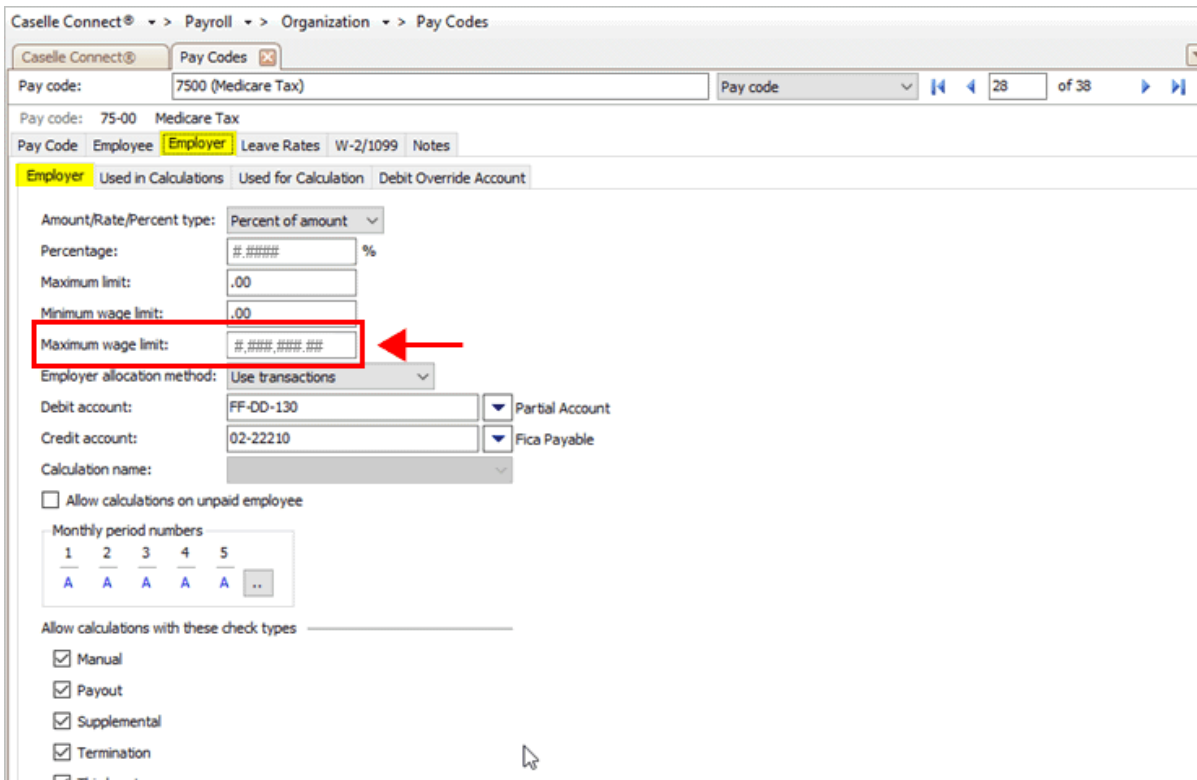 Caselle Connect® > Payroll > Organization > Pay Codes
Caselle Connect® Pay Codes
Pay code: 7500 (Medicare Tax) Pay code 28 of 38
Pay code: 75-00 Medicare Tax
Pay Code Employee Employer Leave Rates W-2/1099 Notes
Employer Used in Calculations Used for Calculation Debit Override Account
Amount/Rate/Percent type: Percent of amount
Percentage: #.#### %
Maximum limit: .00
Minimum wage limit: .00
Maximum wage limit: #,###,###.##
Employer allocation method: Use transactions
Debit account: FF-DD-130 Partial Account
Credit account: 02-22210 Fica Payable
Calculation name:
Allow calculations on unpaid employee
Monthly period numbers
1 2 3 4 5
A A A A A ..
Allow calculations with these check types
Manual
Payout
Supplemental
Termination